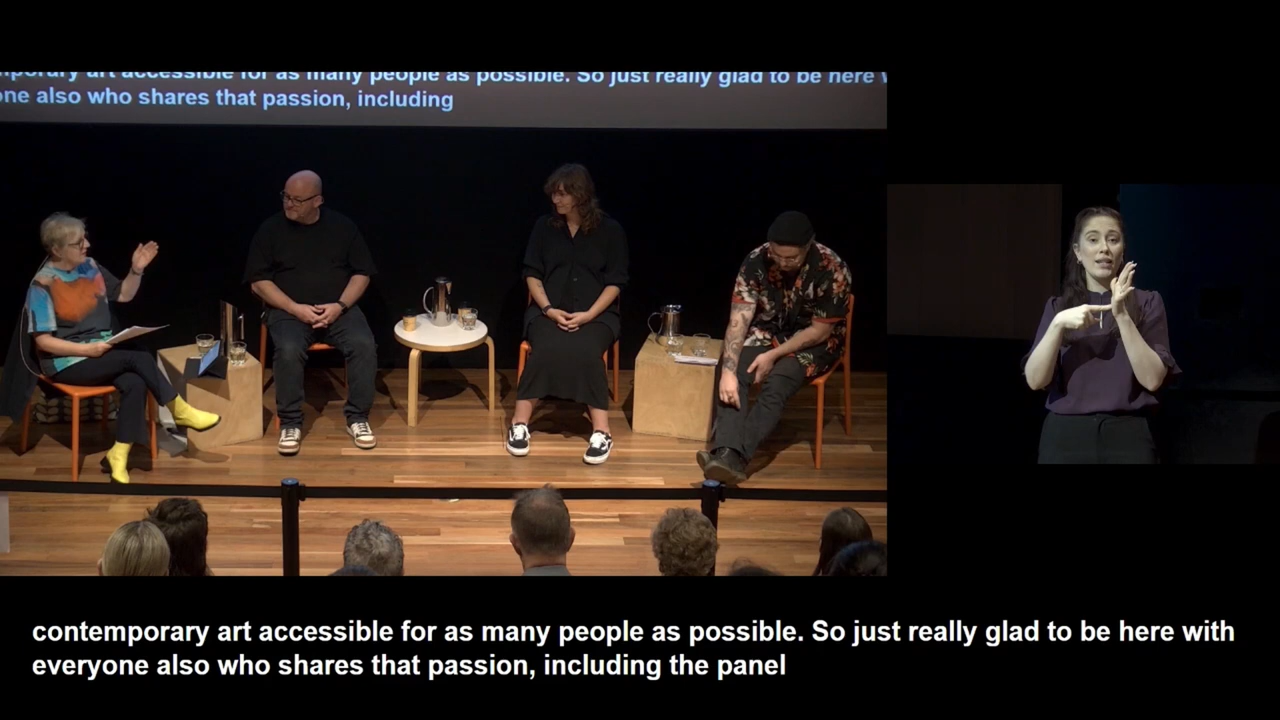 contemporary art accessible for as many people as possible. So just really glad to be here
one also who shares that passion, including
contemporary art accessible for as many people as possible. So just really glad to be here with
everyone also who shares that passion, including the panel